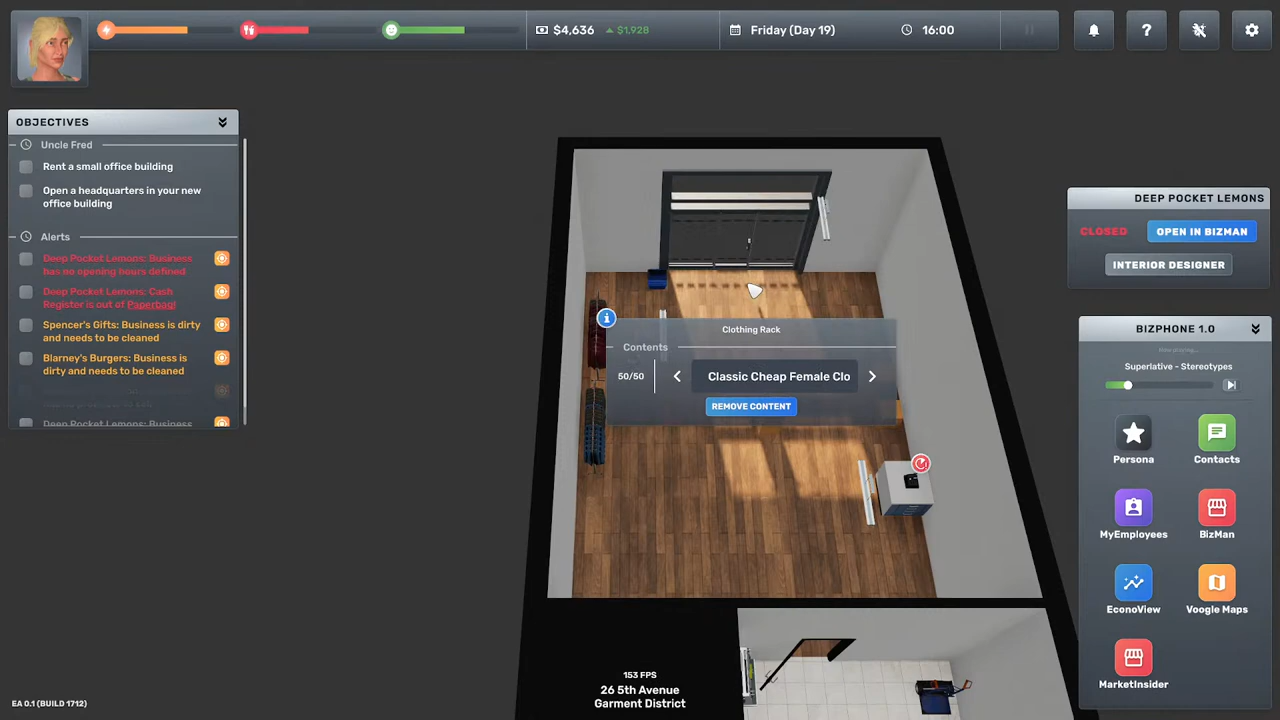 $4,636
$1.928
Friday (Day 19)
16:00
OBJECTIVES
Uncle Fred
Rent a small office building
Open a headquarters in your new
office building
Alerts
Deep Pocket Lemons: Business
has no opening hours defined
Deep Pocket Lemons: Cash
Register is out of Paperbag!
Spencer's Gifts: Business is dirty
and needs to be cleaned
Blarney's Burgers: Business is
dirty and needs to be cleaned
Deep Pocket Lemons: Business
DEEP POCKET LEMONS
CLOSED
OPEN IN BIZMAN
INTERIOR DESIGNER
Clothing Rack
Contents
50/50
Classic Cheap Female Clo
REMOVE CONTENT
BIZPHONE 1.0
Now playing...
Superlative - Stereotypes
Persona
Contacts
MyEmployees
BizMan
EconoView
Voogle Maps
MarketInsider
153 FPS
26 5th Avenue
Garment District
EA 0.1 (BUILD 1712)